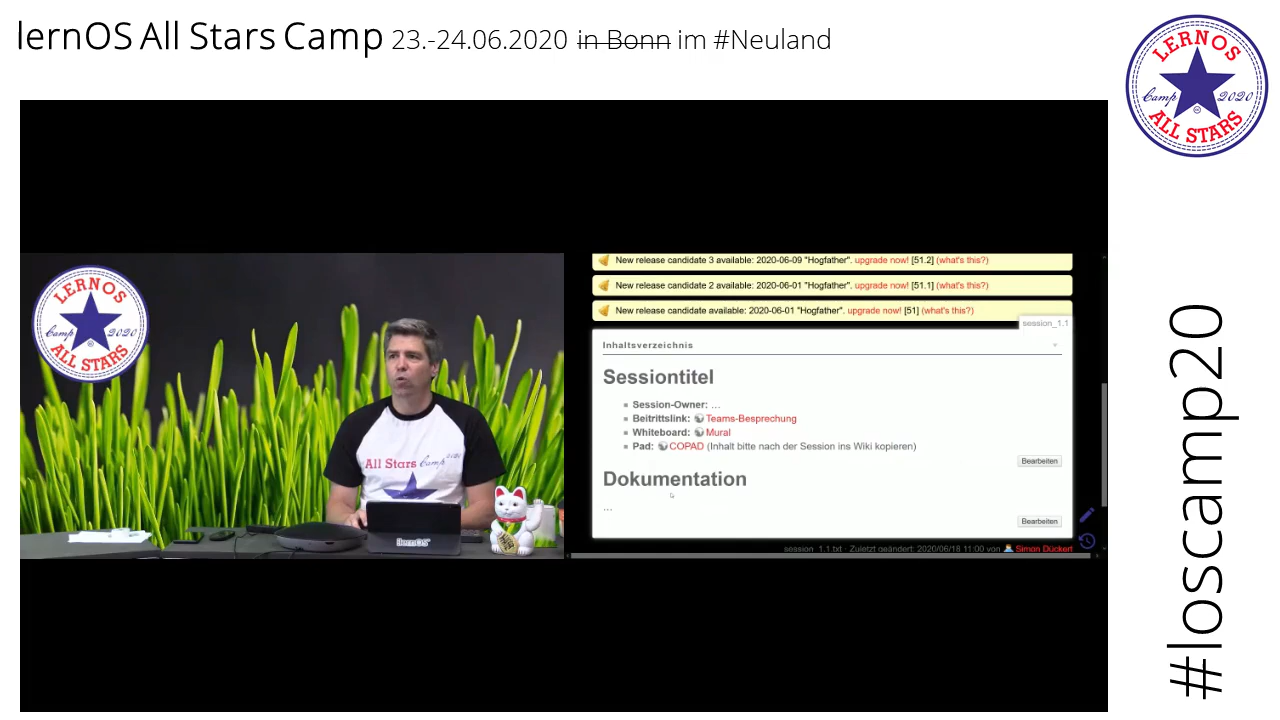 lernOS All Stars Camp 23.-24.06.2020 in Bonn im #Neuland
LERNOS
Camp 2020
ALL STARS
LERNOS
Camp 2020
ALL STARS
All Stars Camp 2020
lernOS
New release candidate 3 available: 2020-06-09 "Hogfather". upgrade now! [51.2] (what's this?)
New release candidate 2 available: 2020-06-01 "Hogfather". upgrade now! [51.1] (what's this?)
New release candidate available: 2020-06-01 "Hogfather". upgrade now! [51] (what's this?)
session_1.1
Inhaltsverzeichnis
Sessiontitel
Session-Owner: …
Beitrittslink: Teams-Besprechung
Whiteboard: Mural
Pad: COPAD (Inhalt bitte nach der Session ins Wiki kopieren)
Bearbeiten
Dokumentation
…
Bearbeiten
session_1.1.txt · Zuletzt geändert: 2020/06/18 11:00 von Simon Dückert
#loscamp20